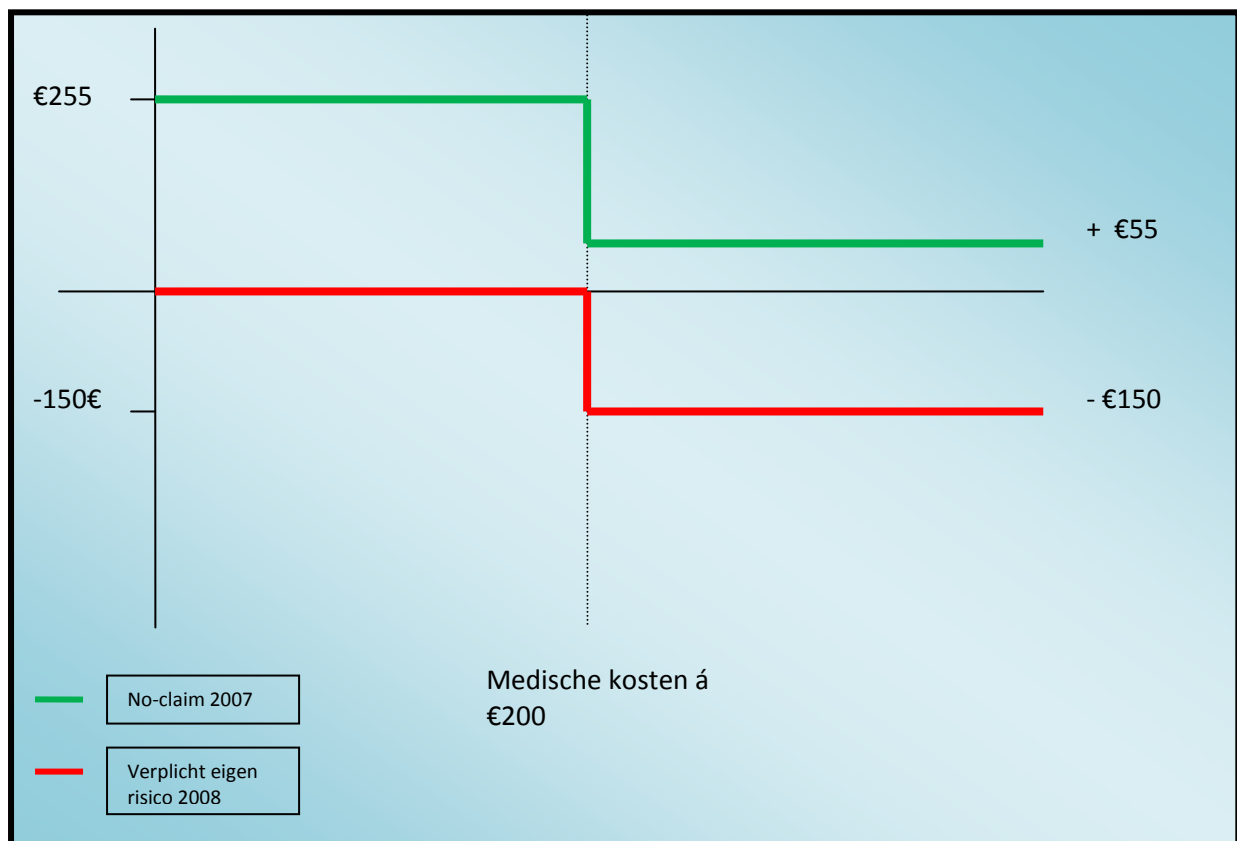 €255
+ €55
-150€
- €150
Medische kosten á
€200
No-claim 2007
Verplicht eigen
risico 2008